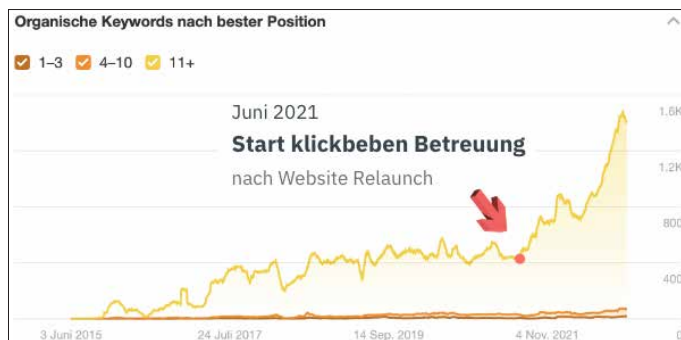 Organische Keywords nach bester Position
1–3 4–10 11+
Juni 2021
Start klickbeben Betreuung
nach Website Relaunch
1.6K
1.2K
800
400
0
3 Juni 2015 24 Juli 2017 14 Sep. 2019 4 Nov. 2021